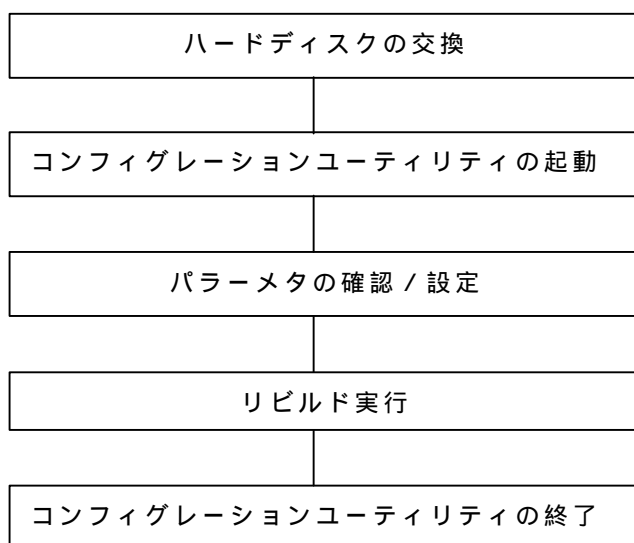 ハードディスクの交換
コンフィグレーションユーティリティの起動
パラーメタの確認 / 設定
リビルド実行
コンフィグレーションユーティリティの終了